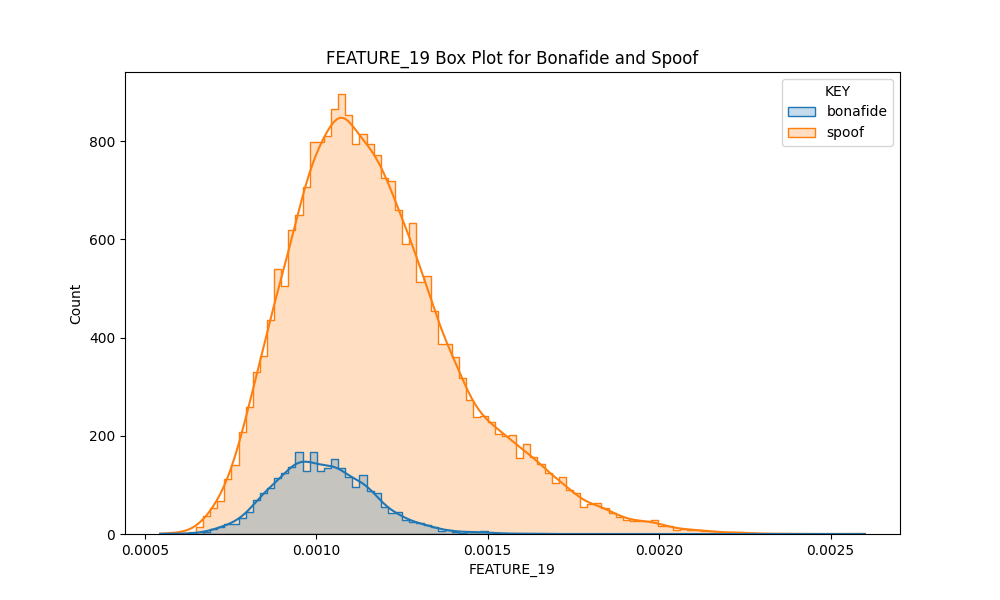 FEATURE_19 Box Plot for Bonafide and Spoof
KEY
bonafide
spoof
Count
800
600
400
200
0
0.0005
0.0010
0.0015
0.0020
0.0025
FEATURE_19